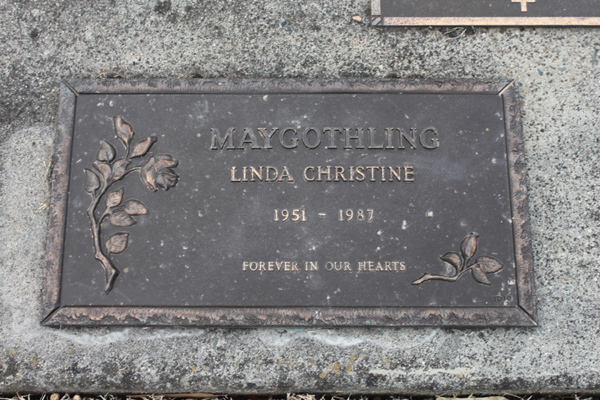 MAYGOTHLING
LINDA CHRISTINE
1951 - 1987
FOREVER IN OUR HEARTS